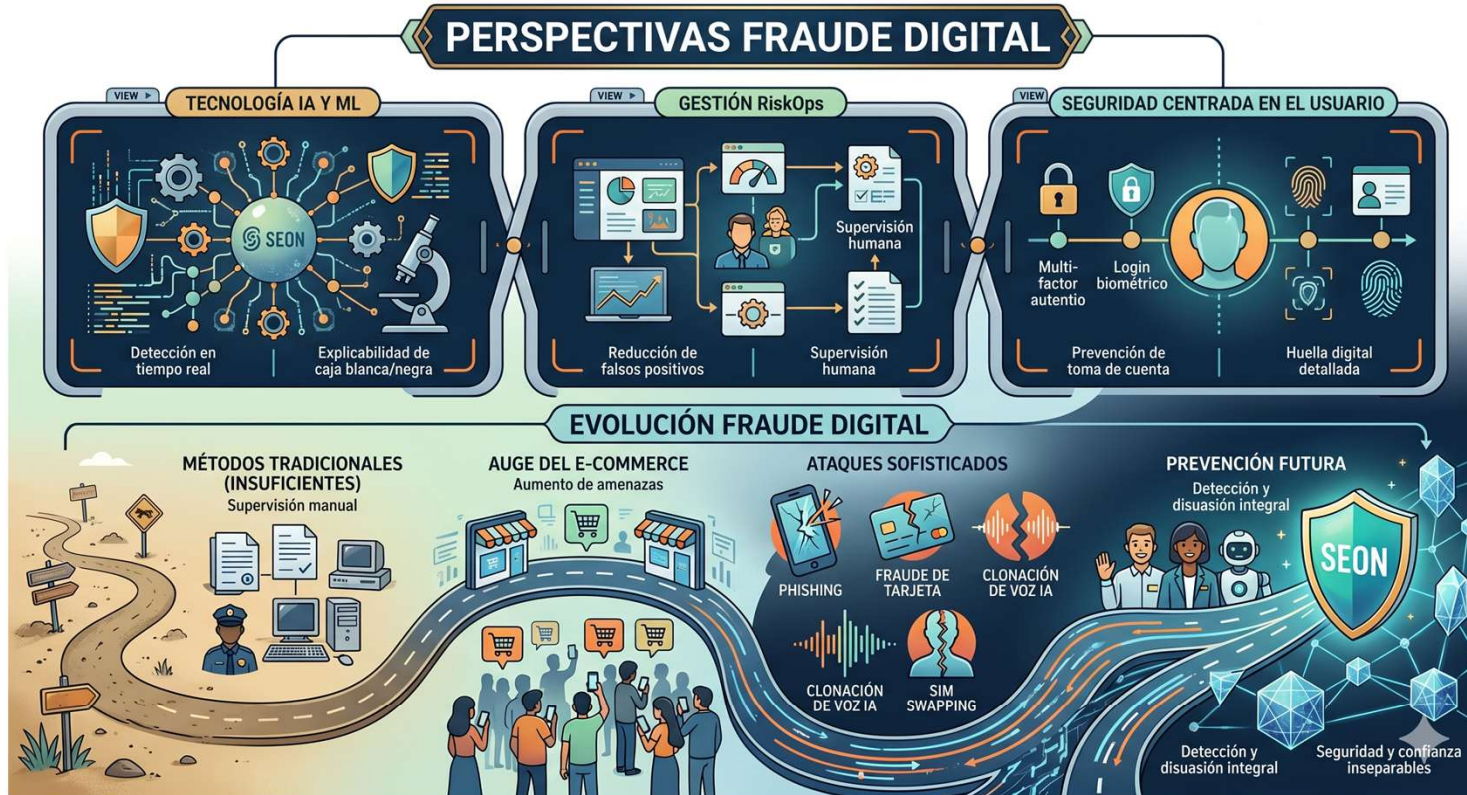 PERSPECTIVAS FRAUDE DIGITAL
VIEW
TECNOLOGÍA IA Y ML
SEON
Detección en
tiempo real
Explicabilidad de
caja blanca/negra
VIEW
GESTIÓN RiskOps
Supervisión
humana
Reducción de
falsos positivos
Supervisión
humana
VIEW
SEGURIDAD CENTRADA EN EL USUARIO
Multi-
factor
autentio
Login
biométrico
Prevención de
toma de cuenta
Huella digital
detallada
EVOLUCIÓN FRAUDE DIGITAL
MÉTODOS TRADICIONALES
(INSUFICIENTES)
Supervisión manual
AUGE DEL E-COMMERCE
Aumento de amenazas
ATAQUES SOFISTICADOS
PHISHING
FRAUDE DE
TARJETA
CLONACIÓN
DE VOZ IA
CLONACIÓN
DE VOZ IA
SIM
SWAPPING
PREVENCIÓN FUTURA
Detección y
disuasión integral
SEON
Detección y
disuasión integral
Seguridad y confianza
inseparables